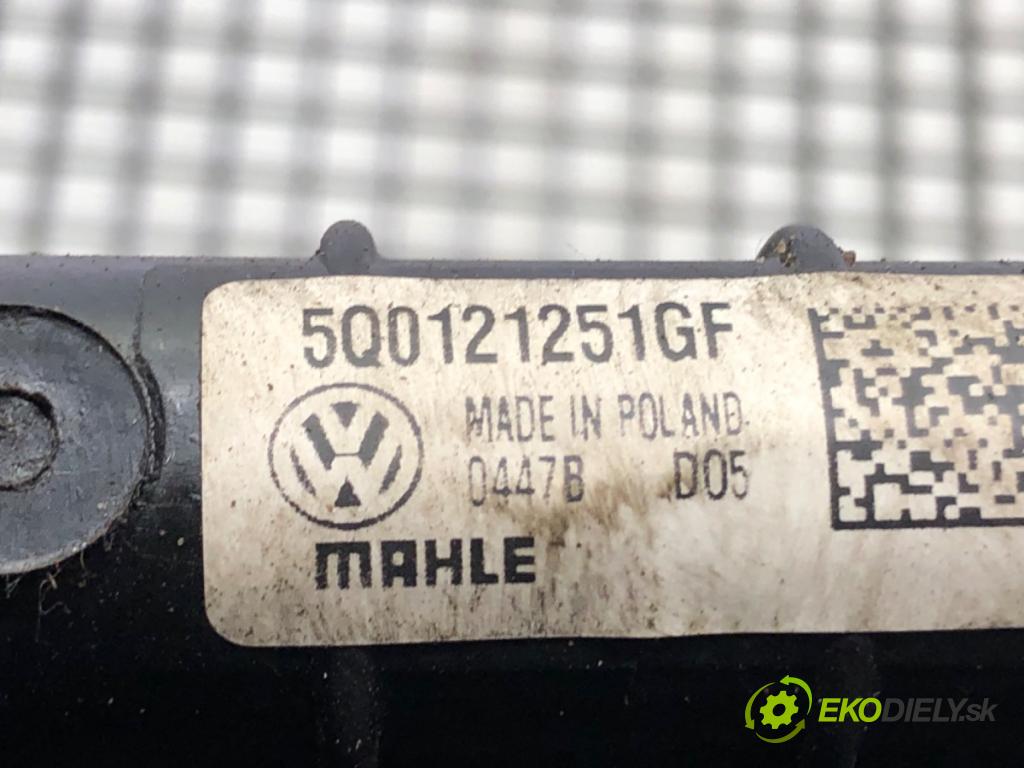 5Q0121251GF
MADE IN POLAND
0447B D05
MAHLE
EKODIELY.sk